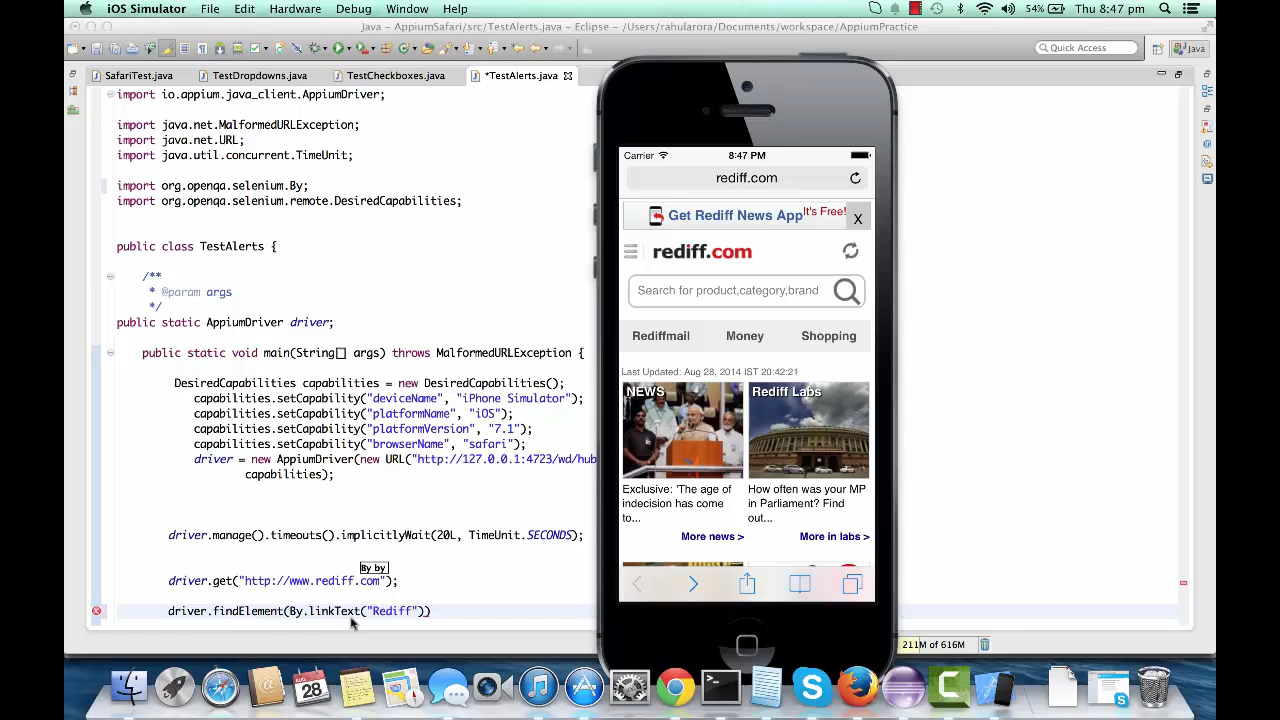 iOS Simulator File Edit Hardware Debug Window Help 54% Thu 8:47 pm
Java – AppiumSafari/src/TestAlerts.java – Eclipse – /Users/rahularora/Documents/workspace/AppiumPractice
Quick Access Java
SafariTest.java TestDropdowns.java TestCheckboxes.java *TestAlerts.java
import io.appium.java_client.AppiumDriver;
import java.net.MalformedURLException;
import java.net.URL;
import java.util.concurrent.TimeUnit;
import org.openqa.selenium.By;
import org.openqa.selenium.remote.DesiredCapabilities;
public class TestAlerts {
/**
* @param args
*/
public static AppiumDriver driver;
public static void main(String[] args) throws MalformedURLException {
DesiredCapabilities capabilities = new DesiredCapabilities();
capabilities.setCapability("deviceName", "iPhone Simulator");
capabilities.setCapability("platformName", "iOS");
capabilities.setCapability("platformVersion", "7.1");
capabilities.setCapability("browserName", "safari");
driver = new AppiumDriver(new URL("http://127.0.0.1:4723/wd/hub
capabilities);
driver.manage().timeouts().implicitlyWait(20L, TimeUnit.SECONDS);
By by
driver.get("http://www.rediff.com");
driver.findElement(By.linkText("Rediff"))
Carrier 8:47 PM
rediff.com
Get Rediff News App It's Free! X
rediff.com
Search for product,category,brand
Rediffmail Money Shopping
Last Updated: Aug 28, 2014 IST 20:42:21
NEWS Rediff Labs
Exclusive: 'The age of
indecision has come
to...
More news >
How often was your MP
in Parliament? Find
out...
More in labs >
211M of 616M
AUG
28